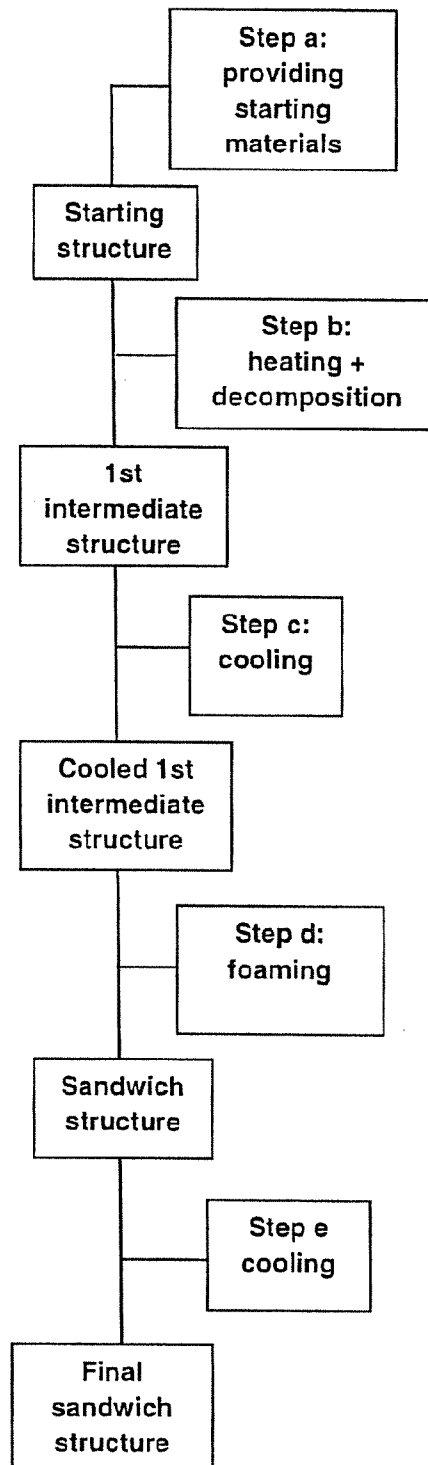 Step a:
providing
starting
materials
Starting
structure
Step b:
heating +
decomposition
1st
intermediate
structure
Step c:
cooling
Cooled 1st
intermediate
structure
Step d:
foaming
Sandwich
structure
Step e
cooling
Final
sandwich
structure